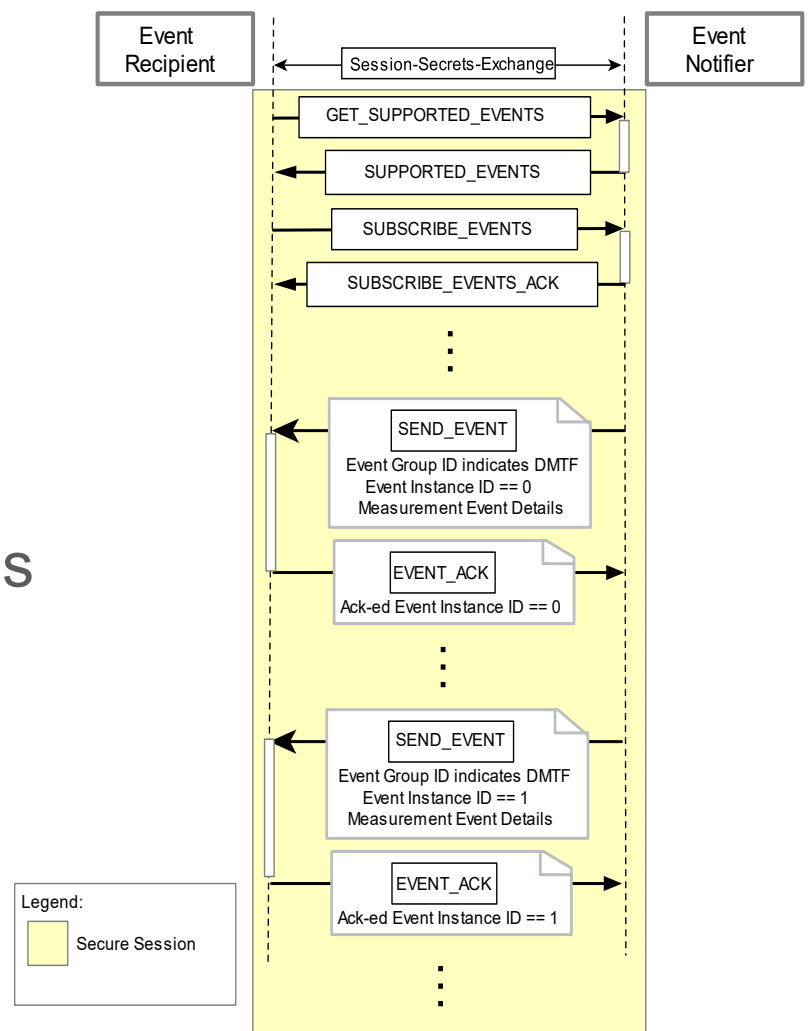 Event
Recipient
Event
Notifier
Session-Secrets-Exchange
GET_SUPPORTED_EVENTS
SUPPORTED_EVENTS
SUBSCRIBE_EVENTS
SUBSCRIBE_EVENTS_ACK
SEND_EVENT
Event Group ID indicates DMTF
Event Instance ID == 0
Measurement Event Details
s
EVENT_ACK
Ack-ed Event Instance ID == 0
SEND_EVENT
Event Group ID indicates DMTF
Event Instance ID == 1
Measurement Event Details
EVENT_ACK
Ack-ed Event Instance ID == 1
Legend:
Secure Session